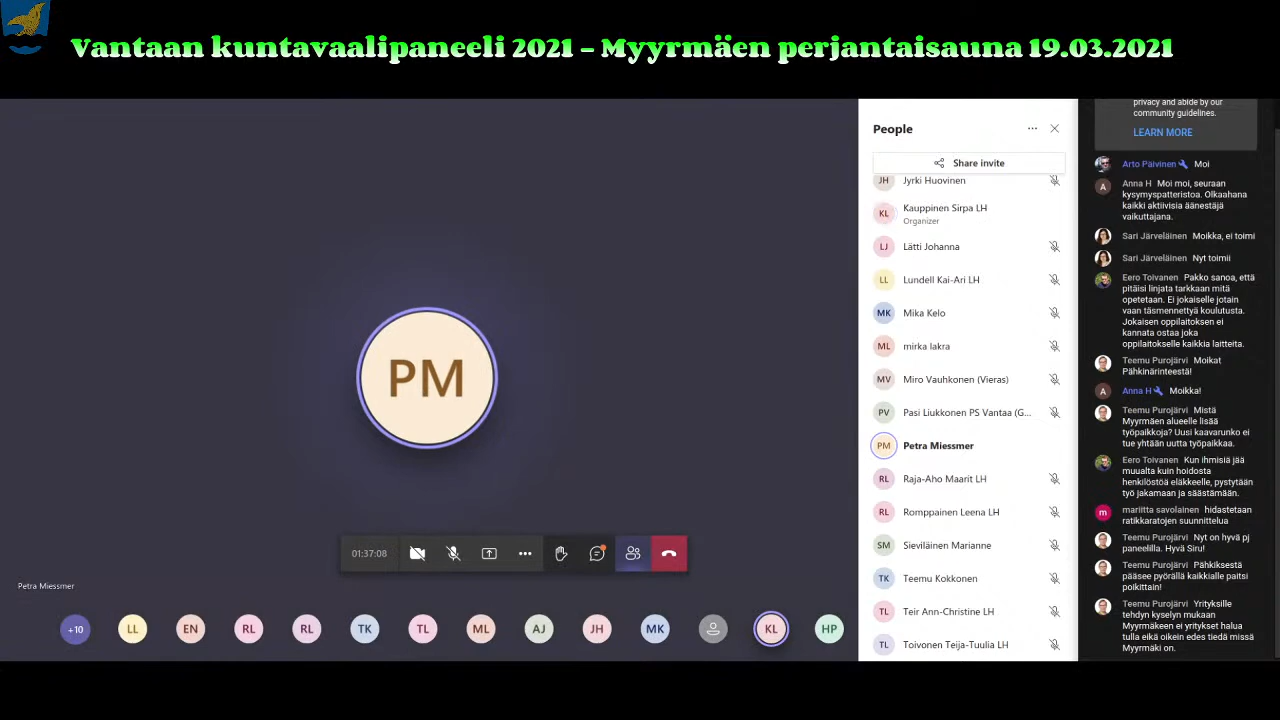 Vantaan kuntavaalipaneeli 2021 – Myyrmäen perjantaisauna 19.03.2021
PM
01:37:08
Petra Miessmer
+10
LL
EN
RL
RL
TK
TL
ML
AJ
JH
MK
KL
HP
People
Share invite
JH Jyrki Huovinen
KL Kauppinen Sirpa LH
Organizer
LJ Lätti Johanna
LL Lundell Kai-Ari LH
MK Mika Kelo
ML mirka lakra
MV Miro Vauhkonen (Vieras)
PV Pasi Liukkonen PS Vantaa (G...
PM Petra Miessmer
RL Raja-Aho Maarit LH
RL Romppainen Leena LH
SM Sieviläinen Marianne
TK Teemu Kokkonen
TL Teir Ann-Christine LH
TL Toivonen Teija-Tuulia LH
privacy and abide by our
community guidelines.
LEARN MORE
Arto Päivinen Moi
A Anna H Moi moi, seuraan
kysymyspatteristoa. Olkaahana
kaikki aktiivisia äänestäjä
vaikuttajana.
Sari Järveläinen Moikka, ei toimi
Sari Järveläinen Nyt toimii
Eero Toivanen Pakko sanoa, että
pitäisi linjata tarkkaan mitä
opetetaan. Ei jokaiselle jotain
vaan täsmennettyä koulutusta.
Jokaisen oppilaitoksen ei
kannata ostaa joka
oppilaitokselle kaikkia laitteita.
Teemu Purojärvi Moikat
Pähkinärinteestä!
A Anna H Moikka!
Teemu Purojärvi Mistä
Myyrmäen alueelle lisää
työpaikkoja? Uusi kaavarunko ei
tue yhtään uutta työpaikkaa.
Eero Toivanen Kun ihmisiä jää
muualta kuin hoidosta
henkilöstöä eläkkeelle, pystytään
työ jakamaan ja säästämään.
m mariitta savolainen hidastetaan
ratikkaratojen suunnittelua
Teemu Purojärvi Nyt on hyvä pj
paneelilla. Hyvä Siru!
Teemu Purojärvi Pähkiksestä
pääsee pyörällä kaikkialle paitsi
poikittain!
Teemu Purojärvi Yrityksille
tehdyn kyselyn mukaan
Myyrmäkeen ei yritykset halua
tulla eikä oikein edes tiedä missä
Myyrmäki on.